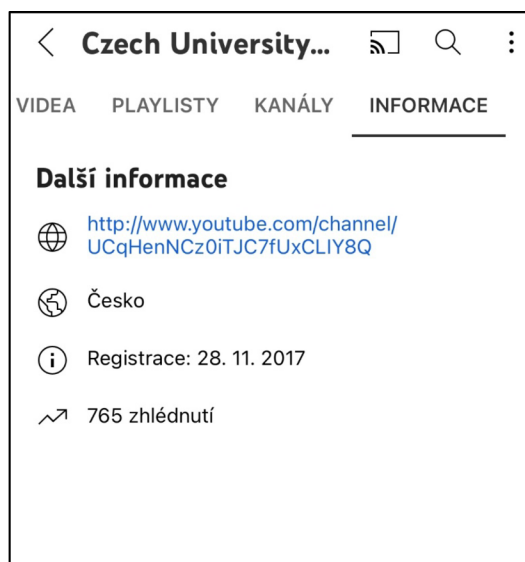 Czech University...
VIDEA PLAYLISTY KANÁLY INFORMACE
Další informace
http://www.youtube.com/channel/
UCqHenNCz0iTJC7fUxCLIY8Q
Česko
Registrace: 28. 11. 2017
765 zhlédnutí